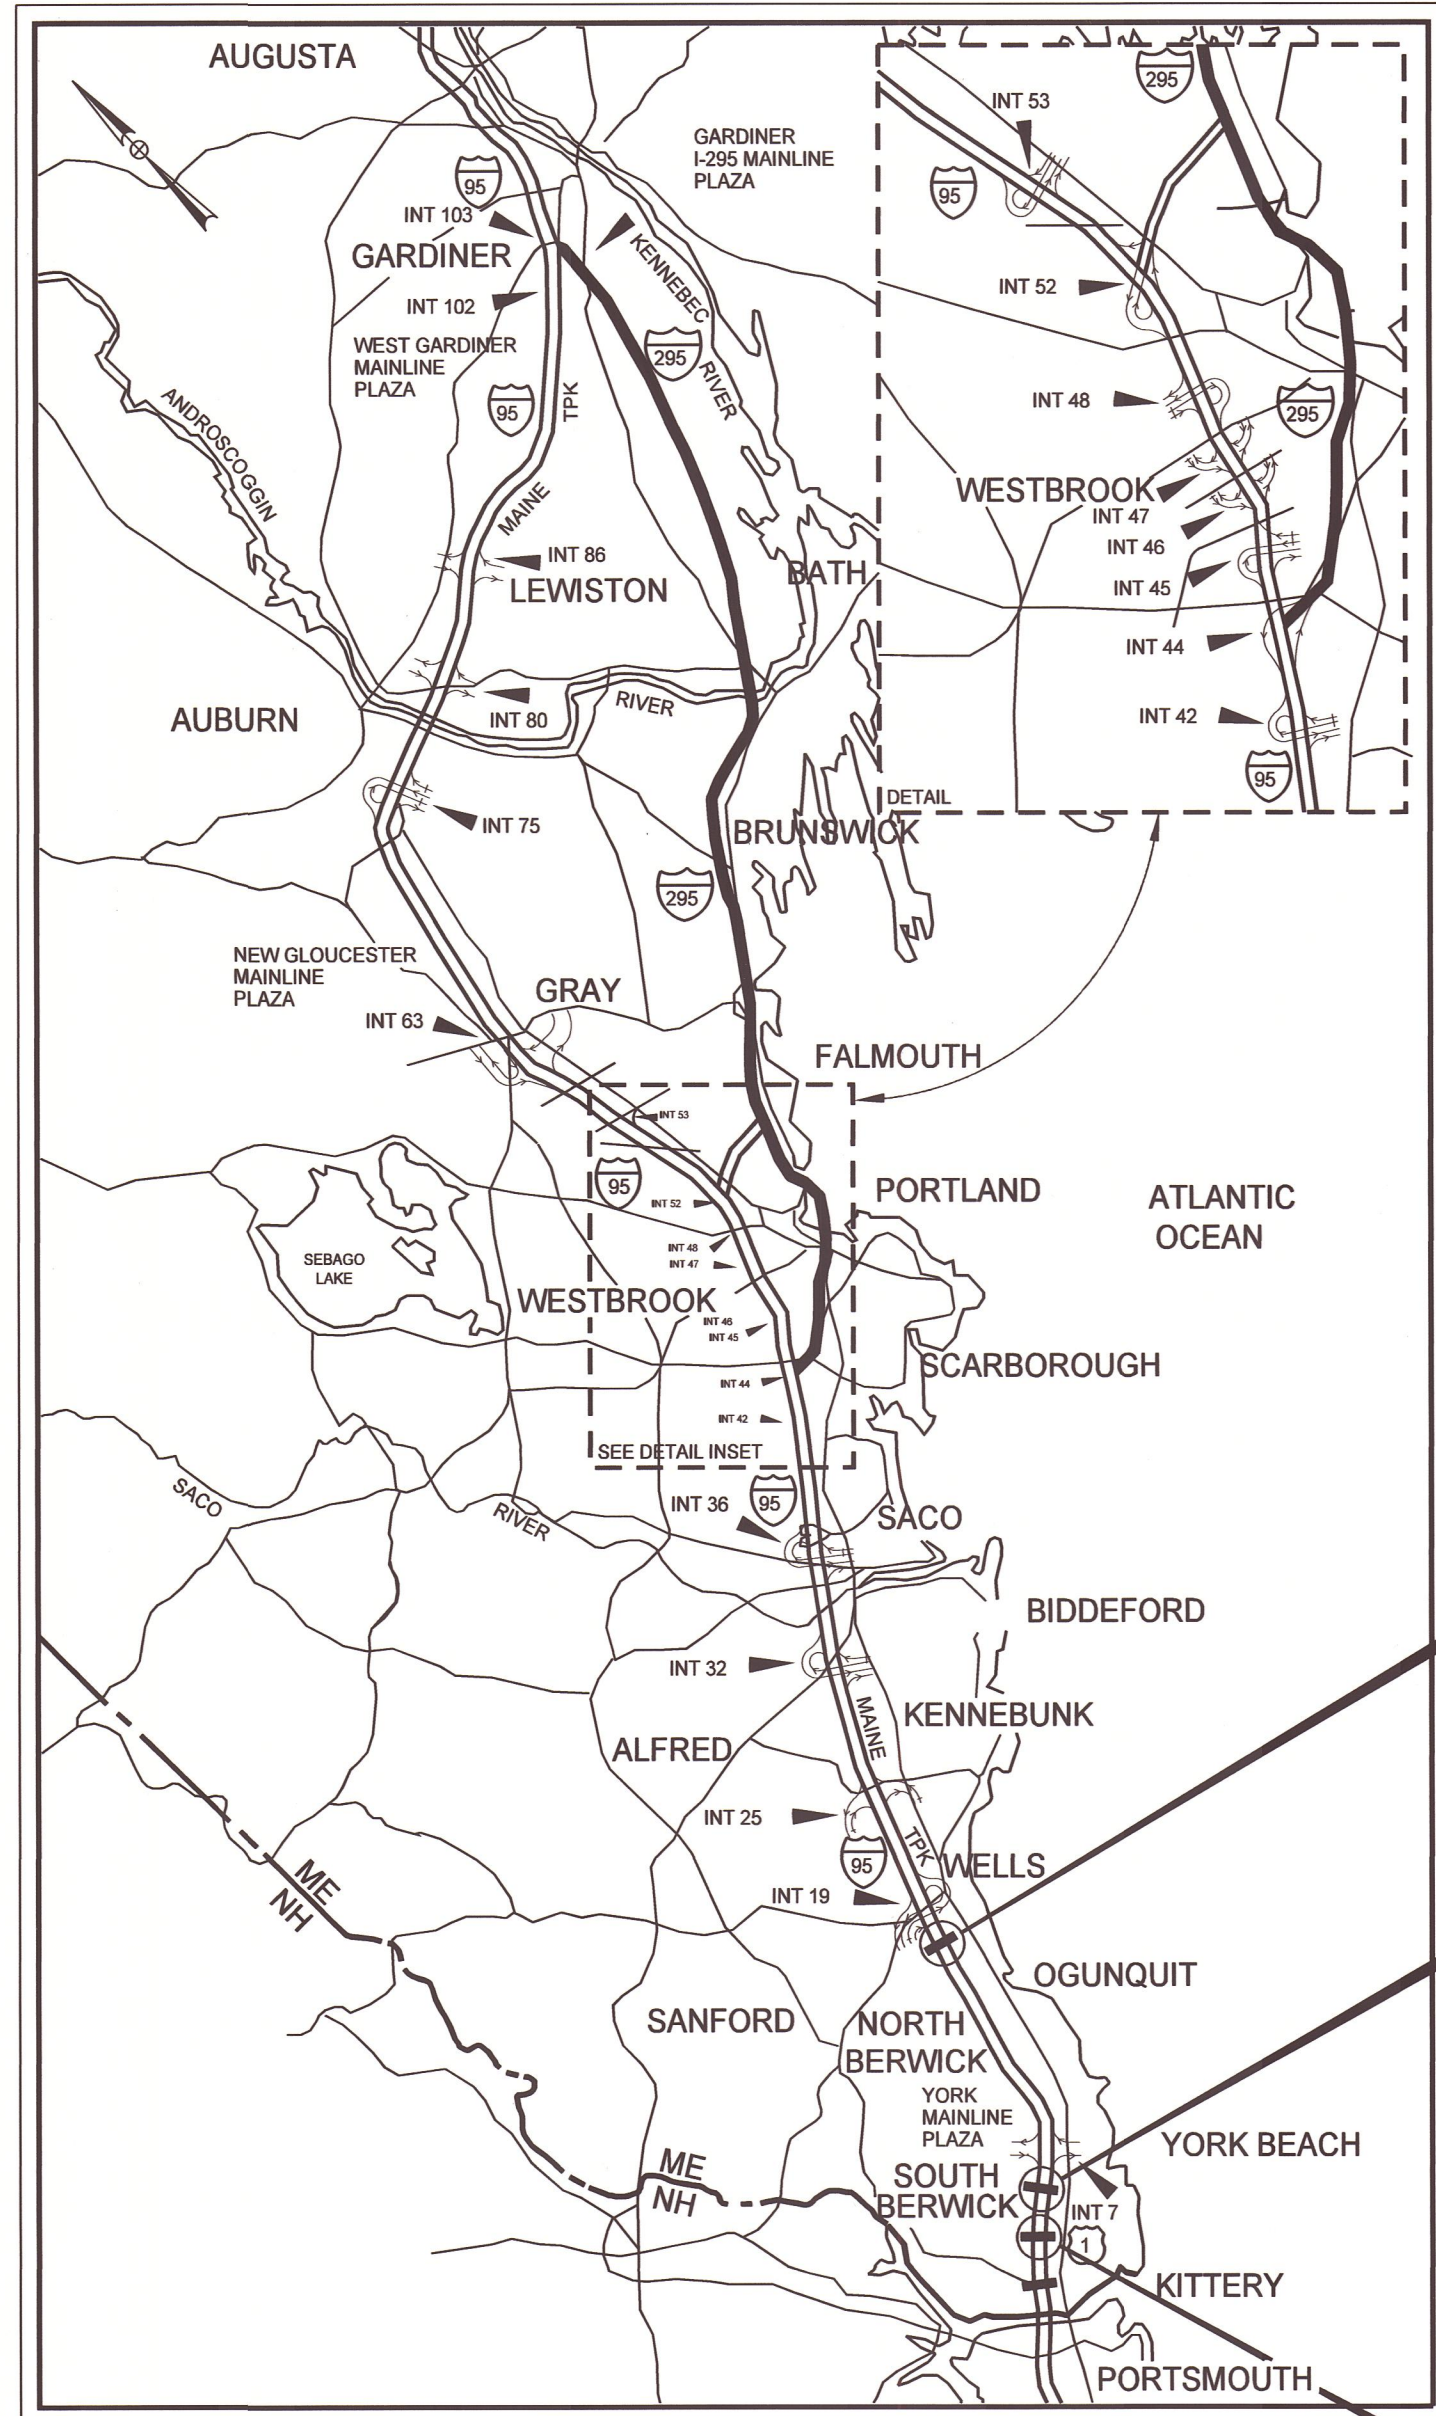 AUGUSTA
295
INT 53
GARDINER
I-295 MAINLINE
PLAZA
95
95
INT 103
GARDINER
KENNEBEC
RIVER
INT 52
INT 102
WEST GARDINER
MAINLINE
PLAZA
295
TPK
95
INT 48
295
ANDROSCOGGIN
WESTBROOK
INT 47
INT 46
MAINE
INT 86
LEWISTON
BATH
INT 45
INT 44
RIVER
AUBURN
INT 80
INT 42
95
DETAIL
INT 75
BRUNSWICK
295
NEW GLOUCESTER
MAINLINE
PLAZA
GRAY
INT 63
FALMOUTH
INT 53
95
INT 52
PORTLAND
ATLANTIC
OCEAN
SEBAGO
LAKE
INT 48
INT 47
WESTBROOK
INT 46
INT 45
SCARBOROUGH
INT 44
INT 42
SEE DETAIL INSET
SACO
RIVER
INT 36
95
SACO
BIDDEFORD
INT 32
MAINE
KENNEBUNK
ALFRED
INT 25
TPK
95
WELLS
ME
NH
INT 19
OGUNQUIT
SANFORD
NORTH
BERWICK
YORK
MAINLINE
PLAZA
YORK BEACH
ME
NH
SOUTH
BERWICK
INT 7
1
KITTERY
PORTSMOUTH